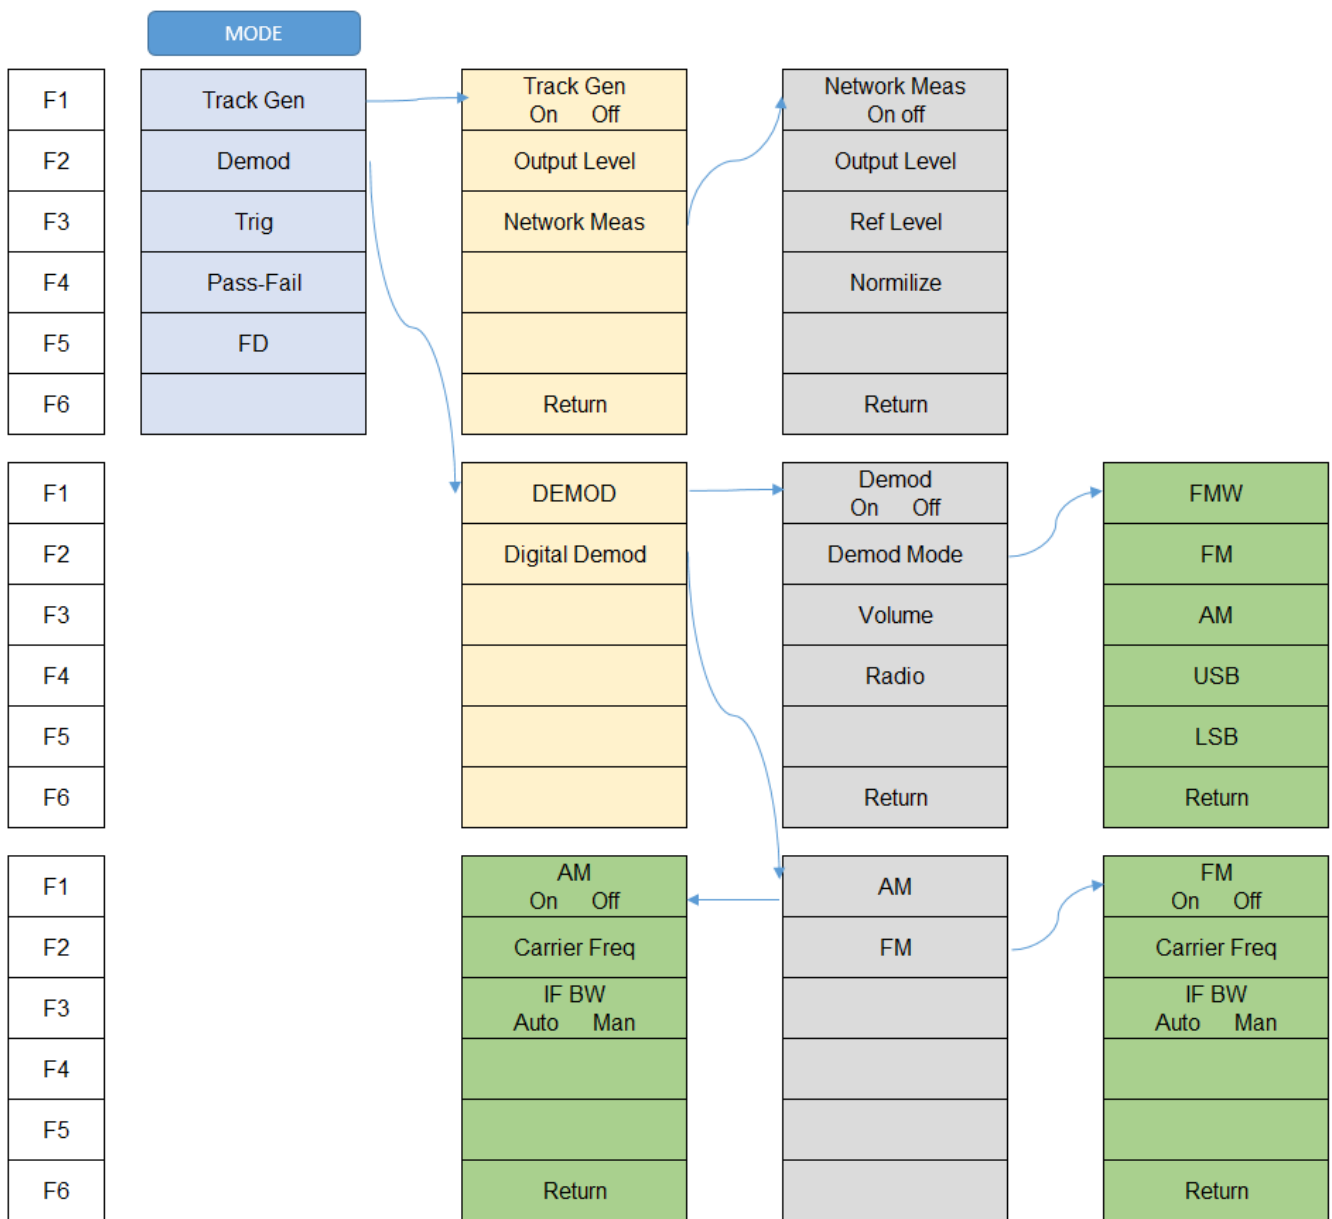 MODE
F1 Track Gen Track Gen Network Meas
On Off On off
F2 Demod Output Level Output Level
F3 Trig Network Meas Ref Level
F4 Pass-Fail Normilize
F5 FD
F6 Return Return
F1 DEMOD Demod FMW
On Off
F2 Digital Demod Demod Mode FM
F3 Volume AM
F4 Radio USB
F5 LSB
F6 Return Return
F1 AM AM FM
On Off On Off
F2 Carrier Freq FM Carrier Freq
F3 IF BW IF BW
Auto Man Auto Man
F4
F5
F6 Return Return